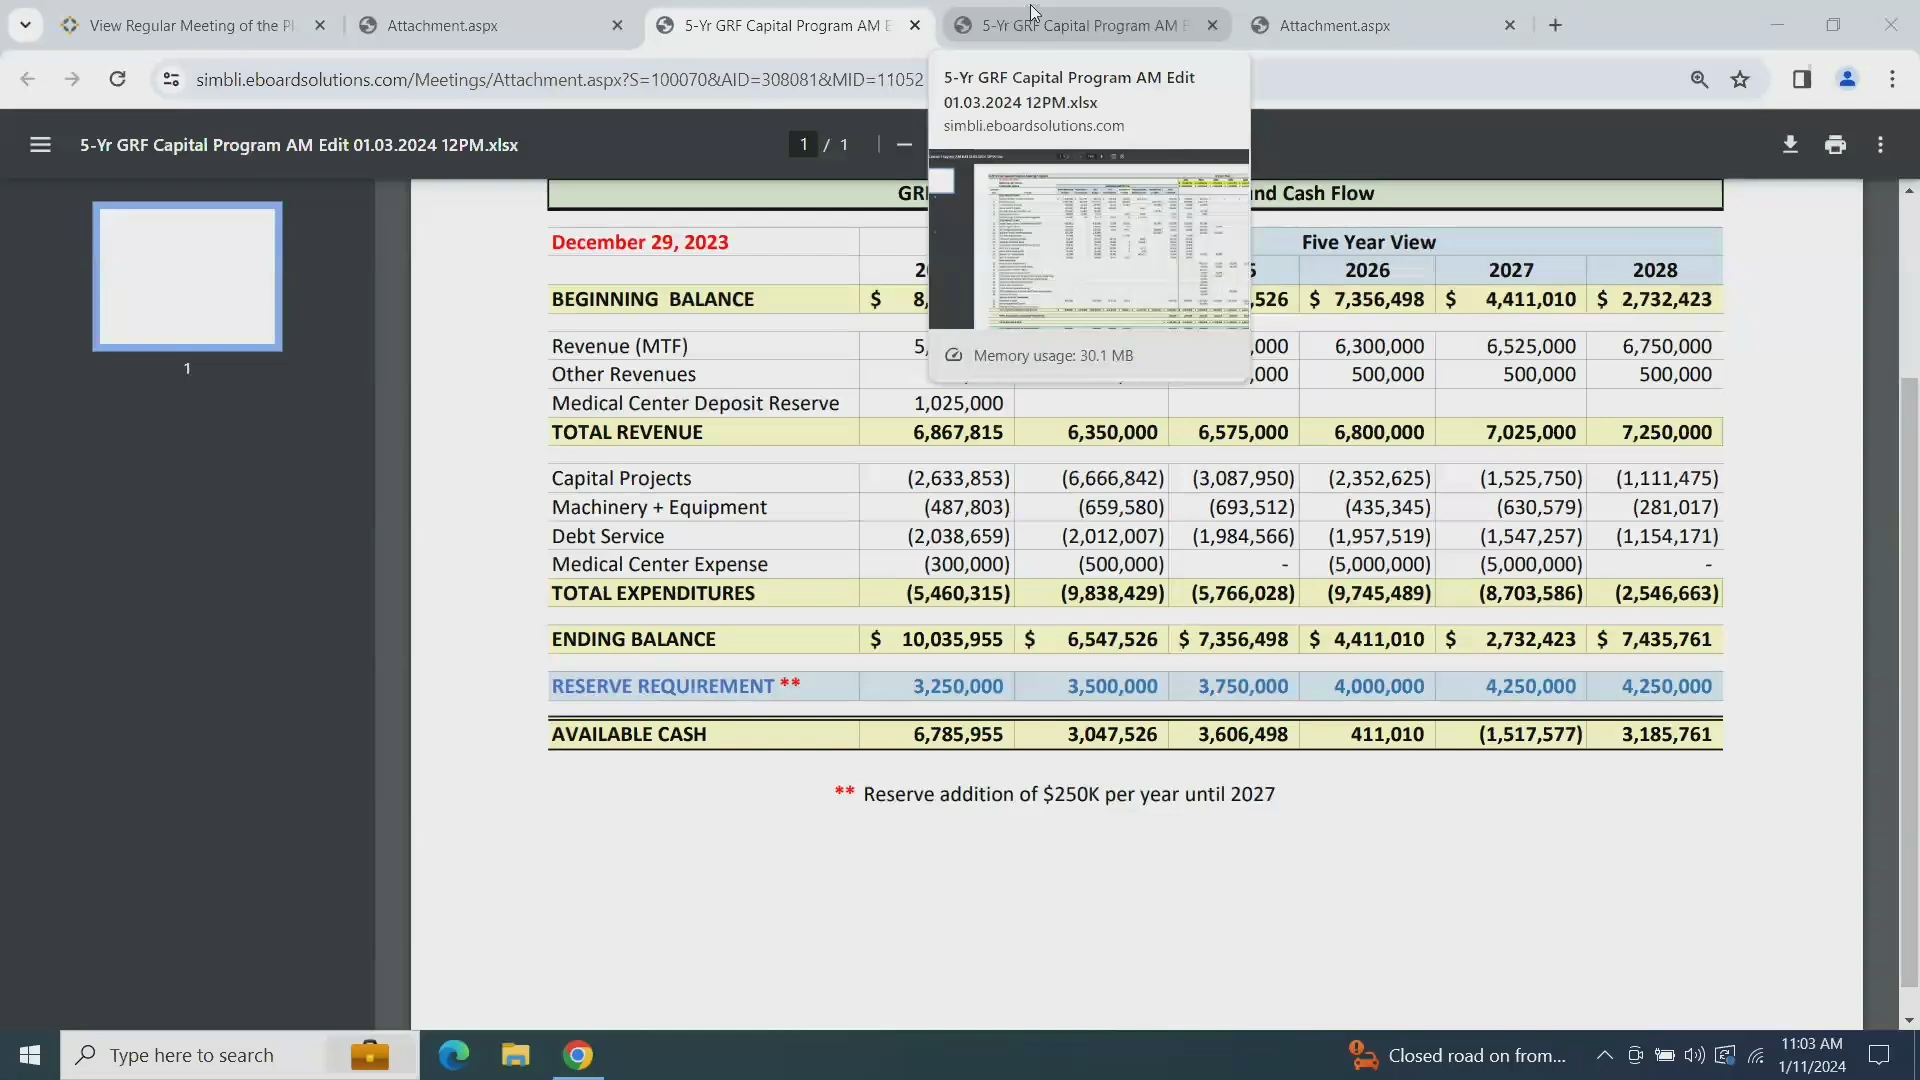 View Regular Meeting of the Pl
Attachment.aspx
5-Yr GRF Capital Program AM E
5-Yr GRF Capital Program AM E
Attachment.aspx
simbli.eboardsolutions.com/Meetings/Attachment.aspx?S=100070&AID=308081&MID=11052
5-Yr GRF Capital Program AM Edit
01.03.2024 12PM.xlsx
simbli.eboardsolutions.com
Memory usage: 30.1 MB
5-Yr GRF Capital Program AM Edit 01.03.2024 12PM.xlsx
1 / 1
1
GR nd Cash Flow
December 29, 2023 Five Year View
2026 2027 2028
BEGINNING BALANCE $ 8, ,526 $ 7,356,498 $ 4,411,010 $ 2,732,423
Revenue (MTF) 5, ,000 6,300,000 6,525,000 6,750,000
Other Revenues ,000 500,000 500,000 500,000
Medical Center Deposit Reserve 1,025,000
TOTAL REVENUE 6,867,815 6,350,000 6,575,000 6,800,000 7,025,000 7,250,000
Capital Projects (2,633,853) (6,666,842) (3,087,950) (2,352,625) (1,525,750) (1,111,475)
Machinery + Equipment (487,803) (659,580) (693,512) (435,345) (630,579) (281,017)
Debt Service (2,038,659) (2,012,007) (1,984,566) (1,957,519) (1,547,257) (1,154,171)
Medical Center Expense (300,000) (500,000) - (5,000,000) (5,000,000) -
TOTAL EXPENDITURES (5,460,315) (9,838,429) (5,766,028) (9,745,489) (8,703,586) (2,546,663)
ENDING BALANCE $ 10,035,955 $ 6,547,526 $ 7,356,498 $ 4,411,010 $ 2,732,423 $ 7,435,761
RESERVE REQUIREMENT ** 3,250,000 3,500,000 3,750,000 4,000,000 4,250,000 4,250,000
AVAILABLE CASH 6,785,955 3,047,526 3,606,498 411,010 (1,517,577) 3,185,761
** Reserve addition of $250K per year until 2027
Type here to search
Closed road on from...
11:03 AM
1/11/2024